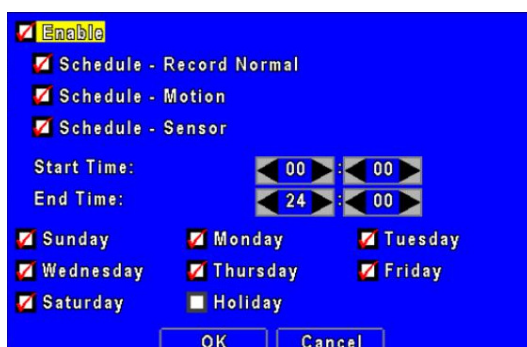 Enable
Schedule - Record Normal
Schedule - Motion
Schedule - Sensor
Start Time: 00 : 00
End Time: 24 : 00
Sunday Monday Tuesday
Wednesday Thursday Friday
Saturday Holiday
OK Cancel